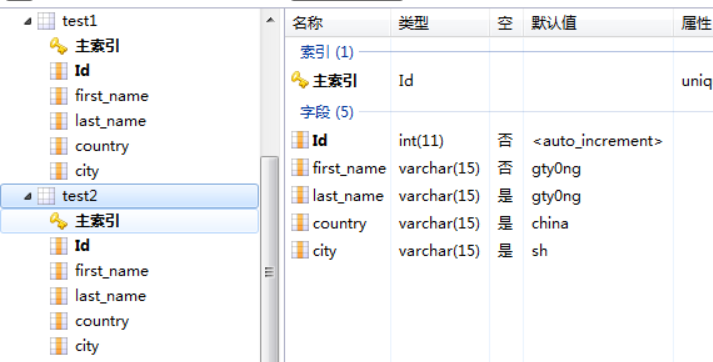 test1
主索引
Id
first_name
last_name
country
city
test2
主索引
Id
first_name
last_name
country
city
名称 类型 空 默认值 属性
索引 (1)
主索引 Id uniq
字段 (5)
Id int(11) 否 <auto_increment>
first_name varchar(15) 否 gty0ng
last_name varchar(15) 是 gty0ng
country varchar(15) 是 china
city varchar(15) 是 sh